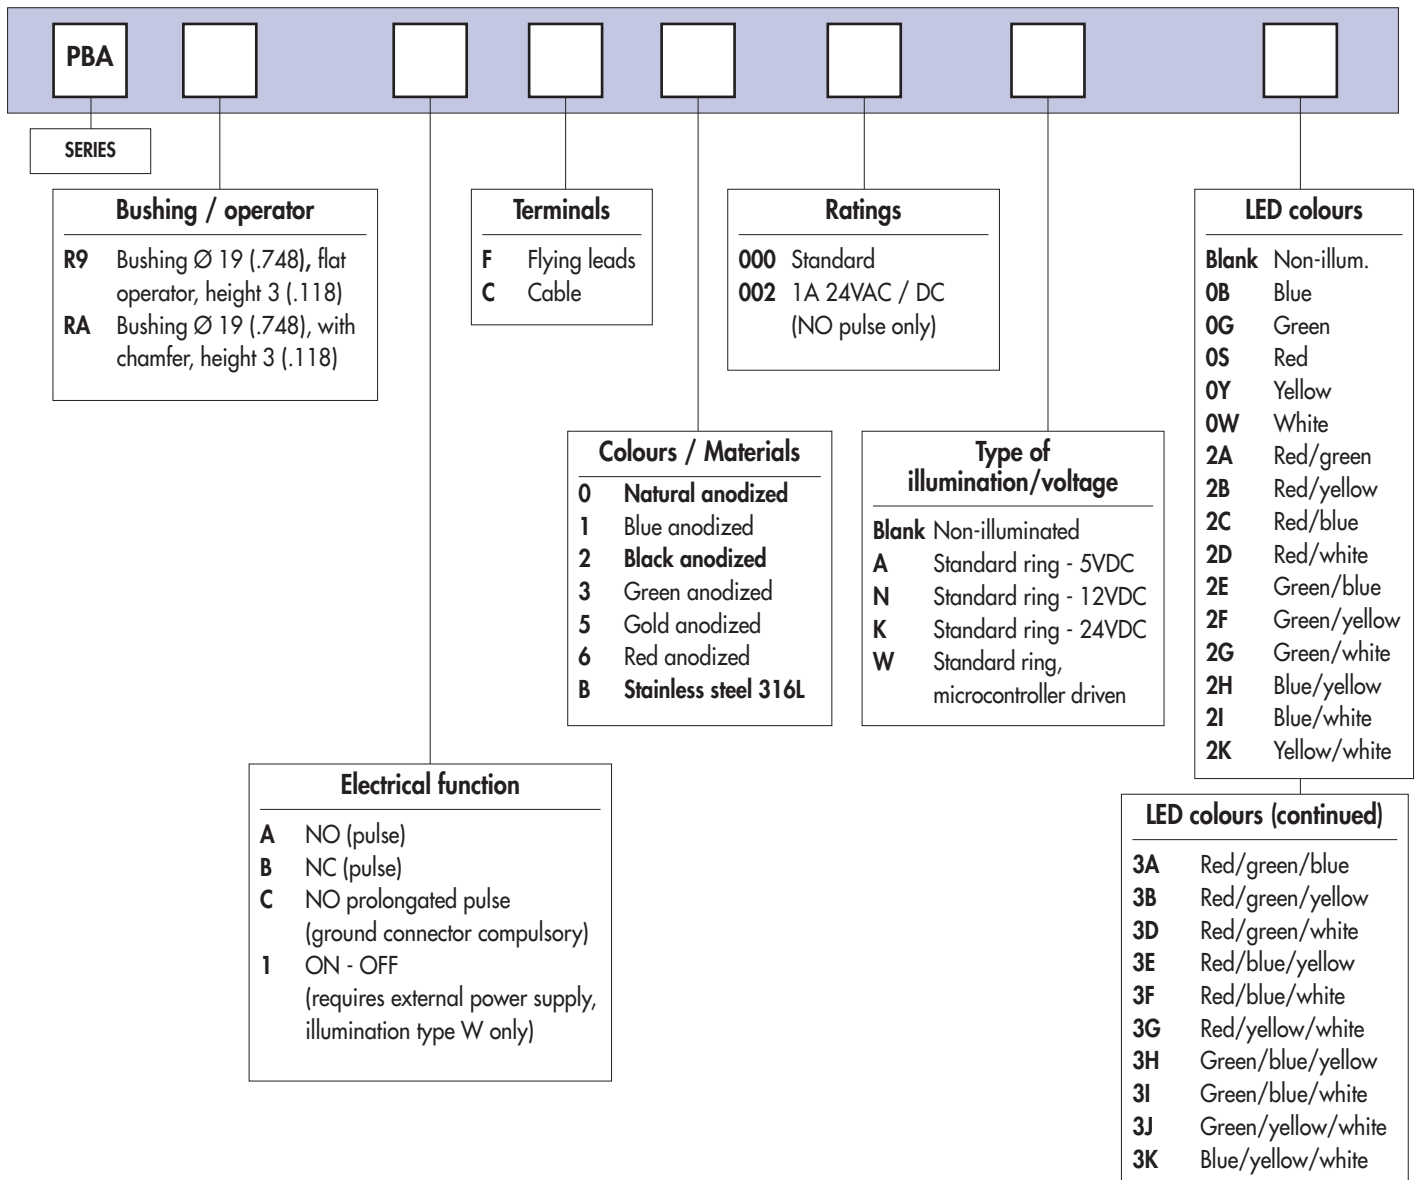 PBA
SERIES
Bushing / operator
R9 Bushing Ø 19 (.748), flat
operator, height 3 (.118)
RA Bushing Ø 19 (.748), with
chamfer, height 3 (.118)
Terminals
F Flying leads
C Cable
Ratings
000 Standard
002 1A 24VAC / DC
(NO pulse only)
LED colours
Blank Non-illum.
0B Blue
0G Green
0S Red
0Y Yellow
0W White
2A Red/green
2B Red/yellow
2C Red/blue
2D Red/white
2E Green/blue
2F Green/yellow
2G Green/white
2H Blue/yellow
2I Blue/white
2K Yellow/white
Colours / Materials
0 Natural anodized
1 Blue anodized
2 Black anodized
3 Green anodized
5 Gold anodized
6 Red anodized
B Stainless steel 316L
Type of
illumination/voltage
Blank Non-illuminated
A Standard ring - 5VDC
N Standard ring - 12VDC
K Standard ring - 24VDC
W Standard ring,
microcontroller driven
Electrical function
A NO (pulse)
B NC (pulse)
C NO prolongated pulse
(ground connector compulsory)
1 ON - OFF
(requires external power supply,
illumination type W only)
LED colours (continued)
3A Red/green/blue
3B Red/green/yellow
3D Red/green/white
3E Red/blue/yellow
3F Red/blue/white
3G Red/yellow/white
3H Green/blue/yellow
3I Green/blue/white
3J Green/yellow/white
3K Blue/yellow/white